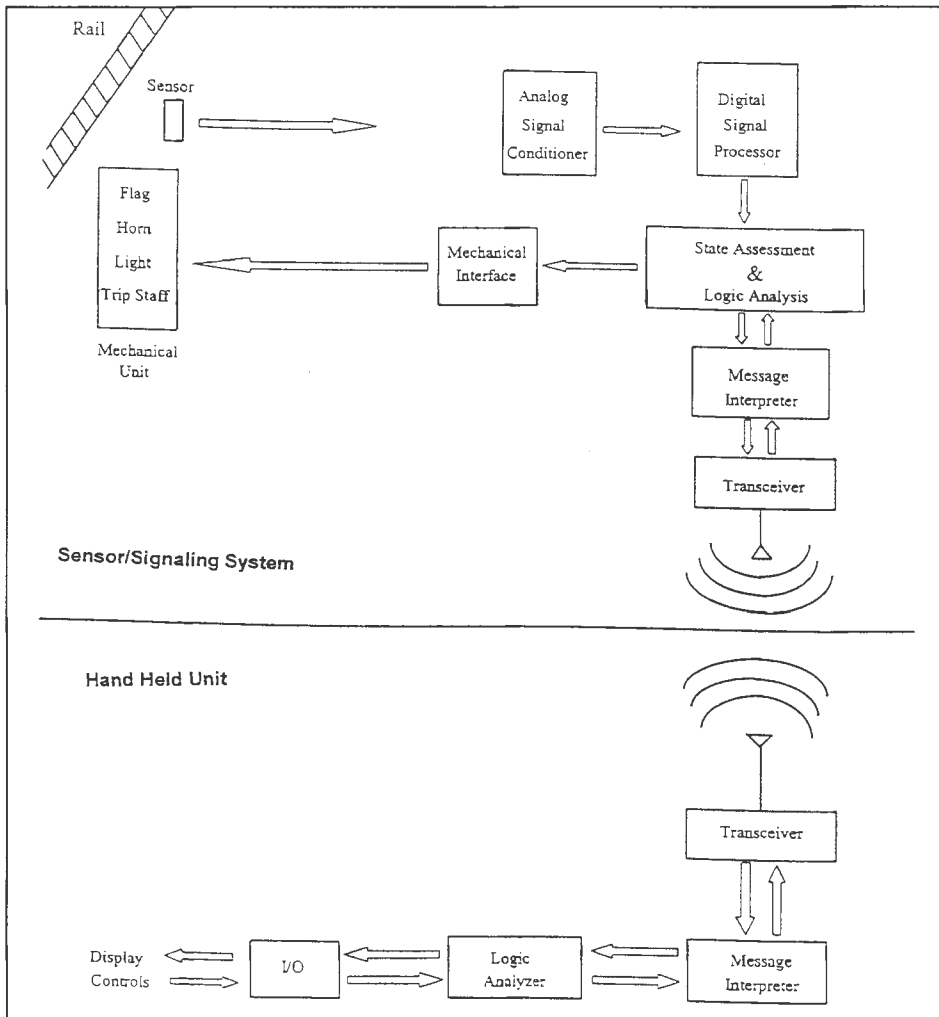 Rail
Sensor
Analog
Signal
Conditioner
Digital
Signal
Processor
Flag
Horn
Light
Trip Staff
Mechanical
Unit
Mechanical
Interface
State Assessment
&
Logic Analysis
Message
Interpreter
Transceiver
Sensor/Signaling System
Hand Held Unit
Transceiver
Display
Controls
I/O
Logic
Analyzer
Message
Interpreter